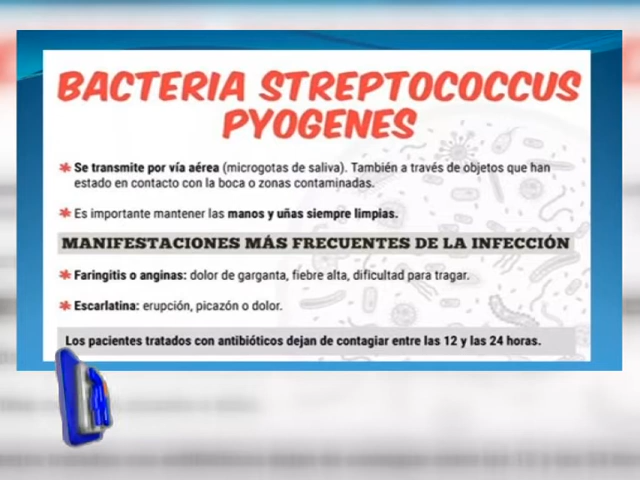 BACTERIA STREPTOCOCCUS
PYOGENES
* Se transmite por vía aérea (microgotas de saliva). También a través de objetos que han
estado en contacto con la boca o zonas contaminadas.
* Es importante mantener las manos y uñas siempre limpias.
MANIFESTACIONES MÁS FRECUENTES DE LA INFECCIÓN
* Faringitis o anginas: dolor de garganta, fiebre alta, dificultad para tragar.
* Escarlatina: erupción, picazón o dolor.
Los pacientes tratados con antibióticos dejan de contagiar entre las 12 y las 24 horas.